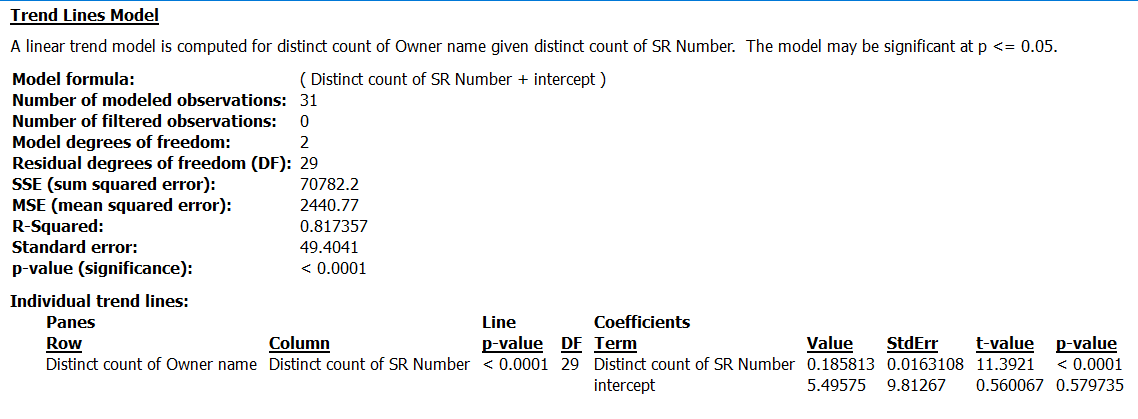 Trend Lines Model
A linear trend model is computed for distinct count of Owner name given distinct count of SR Number.  The model may be significant at p <= 0.05.
Model formula: ( Distinct count of SR Number + intercept )
Number of modeled observations: 31
Number of filtered observations: 0
Model degrees of freedom: 2
Residual degrees of freedom (DF): 29
SSE (sum squared error): 70782.2
MSE (mean squared error): 2440.77
R-Squared: 0.817357
Standard error: 49.4041
p-value (significance): < 0.0001
Individual trend lines:
Panes Line Coefficients
Row Column p-value DF Term Value StdErr t-value p-value
Distinct count of Owner name Distinct count of SR Number < 0.0001 29 Distinct count of SR Number 0.185813 0.0163108 11.3921 < 0.0001
intercept 5.49575 9.81267 0.560067 0.579735